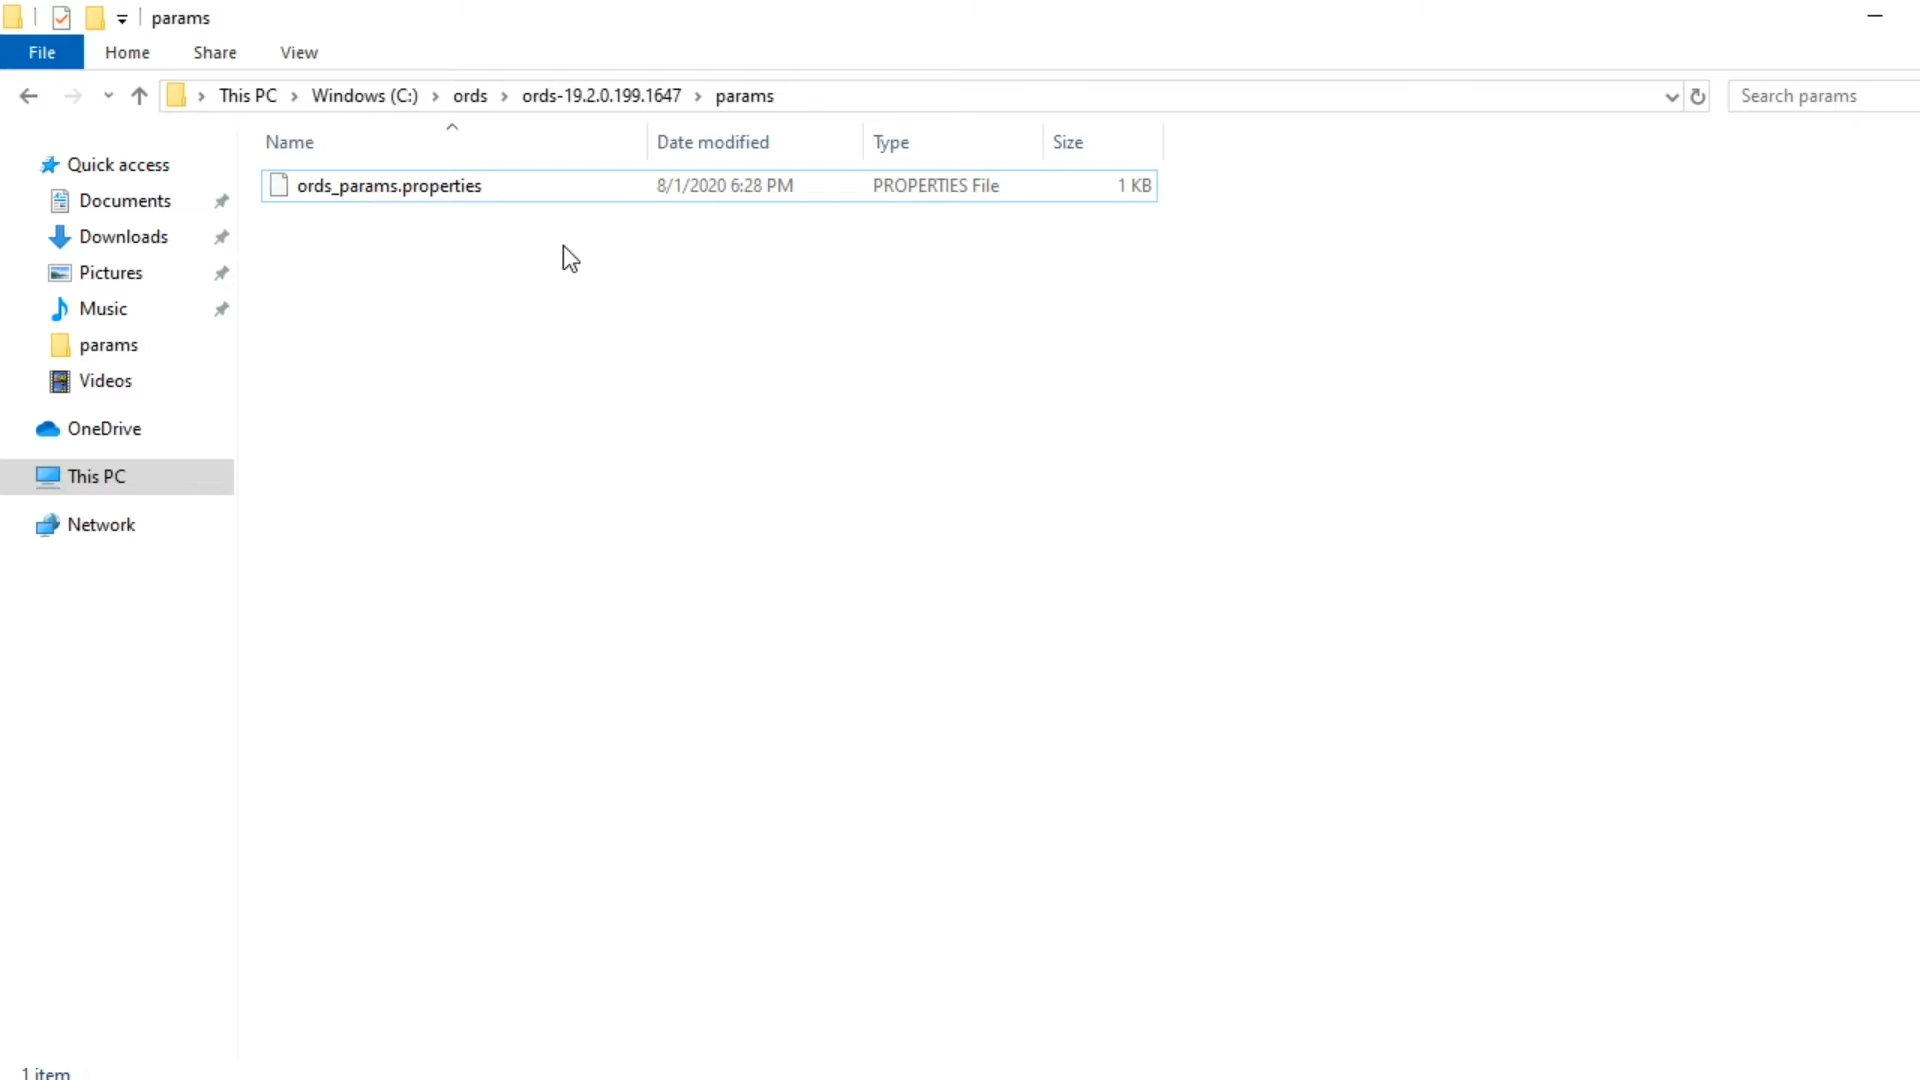 params
File Home Share View
This PC Windows (C:) ords ords-19.2.0.199.1647 params Search params
Name Date modified Type Size
ords_params.properties 8/1/2020 6:28 PM PROPERTIES File 1 KB
Quick access
Documents
Downloads
Pictures
Music
params
Videos
OneDrive
This PC
Network
1 item